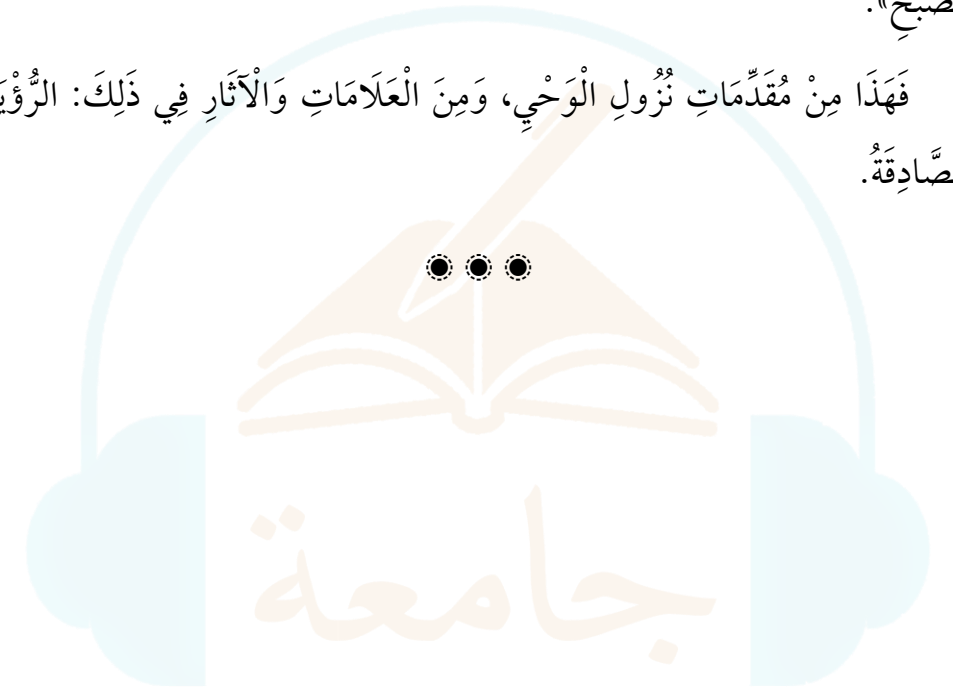 صُّبْحِ».
فَهَذَا مِنْ مُقَدِّمَاتِ نُزُولِ الْوَحْيِ، وَمِنَ الْعَلَامَاتِ وَالْآثَارِ فِي ذَلِكَ: الرُّؤْيَ
صَّادِقَةُ.
جامعة